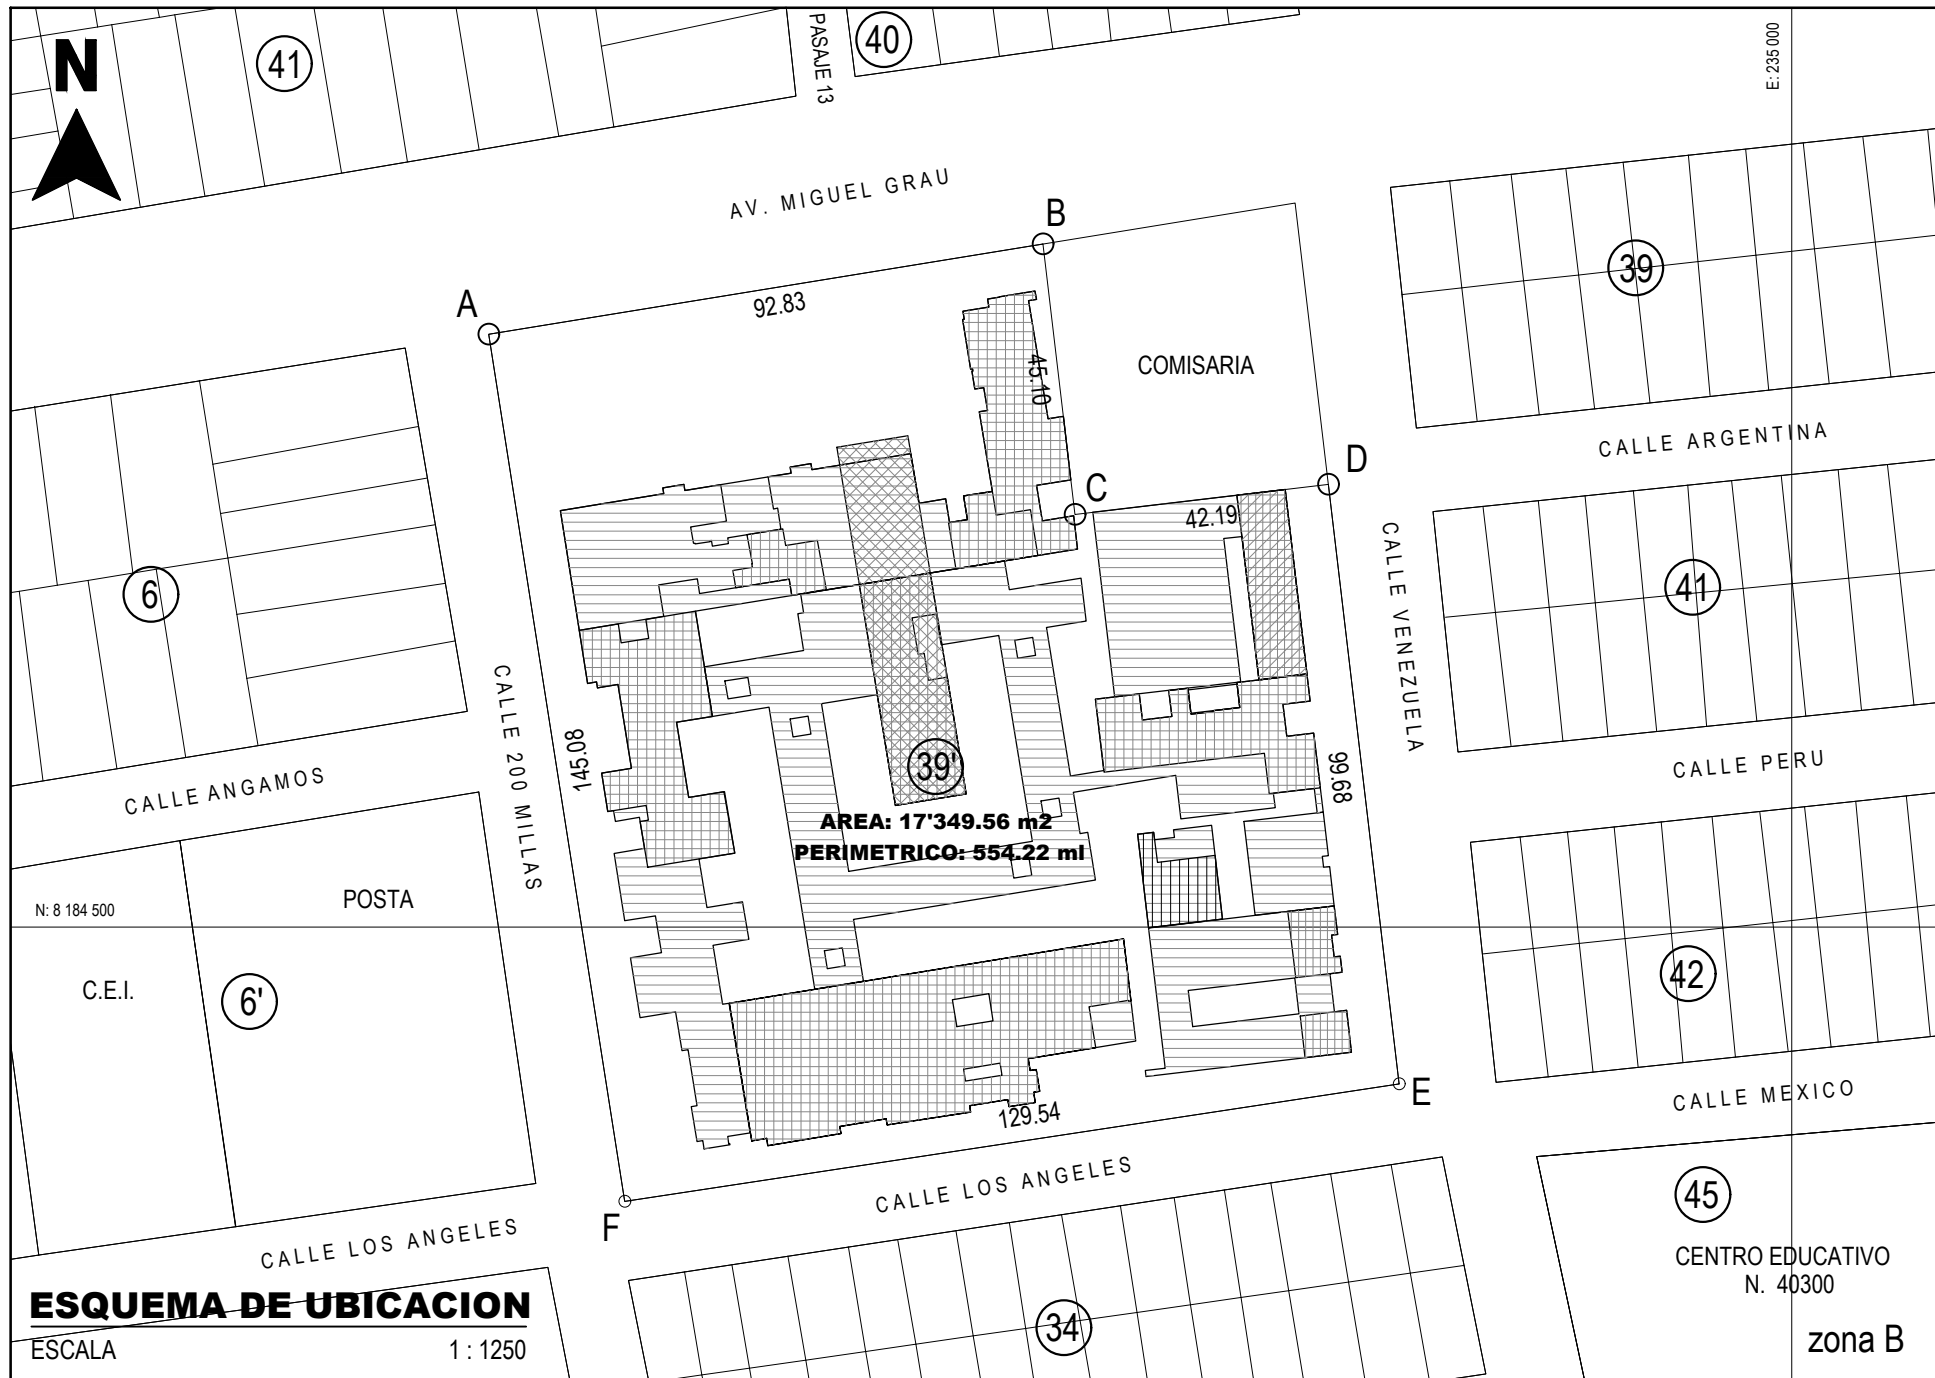 N
41
PASAJE 13
40
E: 235 000
AV. MIGUEL GRAU
B
39
A
92.83
45.10
COMISARIA
CALLE ARGENTINA
D
C
42.19
CALLE VENEZUELA
6
41
CALLE 200 MILLAS
145.08
39'
99.68
CALLE PERU
CALLE ANGAMOS
AREA: 17'349.56 m2
PERIMETRICO: 554.22 ml
POSTA
N: 8 184 500
C.E.I.
6'
42
E
CALLE MEXICO
129.54
CALLE LOS ANGELES
F
45
CALLE LOS ANGELES
CENTRO EDUCATIVO
N. 40300
34
ESQUEMA DE UBICACION
ESCALA 1 : 1250
zona B